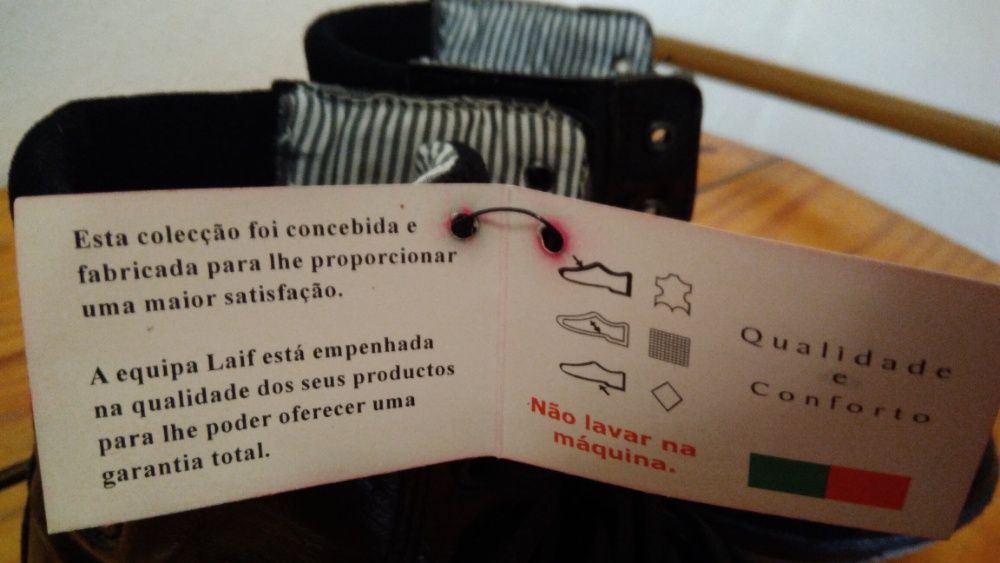 Esta colecção foi concebida e
fabricada para lhe proporcionar
uma maior satisfação.
A equipa Laif está empenhada
na qualidade dos seus productos
para lhe poder oferecer uma
garantia total.
Não lavar na
máquina.
Qualidade
e
Conforto